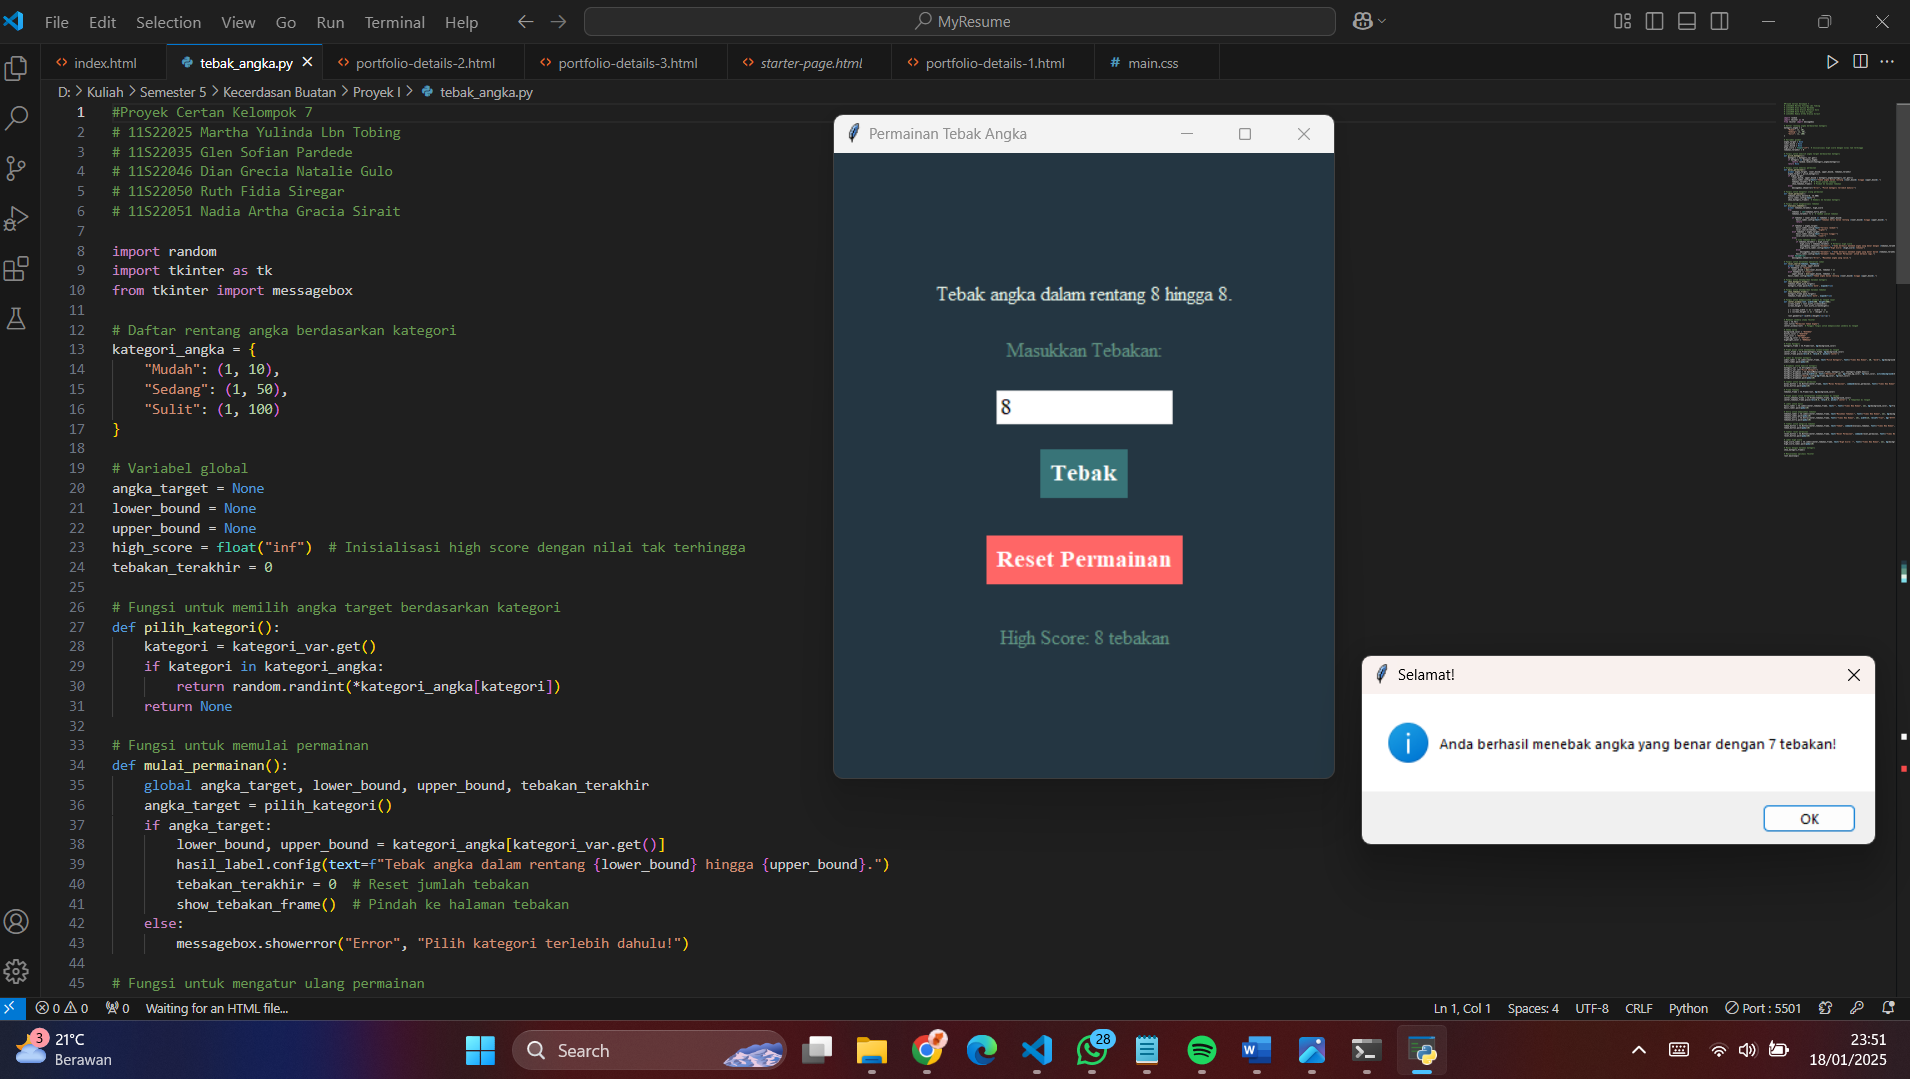 File Edit Selection View Go Run Terminal Help
MyResume
index.html tebak_angka.py portfolio-details-2.html portfolio-details-3.html starter-page.html portfolio-details-1.html main.css
D: > Kuliah > Semester 5 > Kecerdasan Buatan > Proyek I > tebak_angka.py
1 #Proyek Certan Kelompok 7
2 # 11S22025 Martha Yulinda Lbn Tobing
3 # 11S22035 Glen Sofian Pardede
4 # 11S22046 Dian Grecia Natalie Gulo
5 # 11S22050 Ruth Fidia Siregar
6 # 11S22051 Nadia Artha Gracia Sirait
7
8 import random
9 import tkinter as tk
10 from tkinter import messagebox
11
12 # Daftar rentang angka berdasarkan kategori
13 kategori_angka = {
14     "Mudah": (1, 10),
15     "Sedang": (1, 50),
16     "Sulit": (1, 100)
17 }
18
19 # Variabel global
20 angka_target = None
21 lower_bound = None
22 upper_bound = None
23 high_score = float("inf")  # Inisialisasi high score dengan nilai tak terhingga
24 tebakan_terakhir = 0
25
26 # Fungsi untuk memilih angka target berdasarkan kategori
27 def pilih_kategori():
28     kategori = kategori_var.get()
29     if kategori in kategori_angka:
30         return random.randint(*kategori_angka[kategori])
31     return None
32
33 # Fungsi untuk memulai permainan
34 def mulai_permainan():
35     global angka_target, lower_bound, upper_bound, tebakan_terakhir
36     angka_target = pilih_kategori()
37     if angka_target:
38         lower_bound, upper_bound = kategori_angka[kategori_var.get()]
39         hasil_label.config(text=f"Tebak angka dalam rentang {lower_bound} hingga {upper_bound}.")
40         tebakan_terakhir = 0  # Reset jumlah tebakan
41         show_tebakan_frame()  # Pindah ke halaman tebakan
42     else:
43         messagebox.showerror("Error", "Pilih kategori terlebih dahulu!")
44
45 # Fungsi untuk mengatur ulang permainan
Permainan Tebak Angka
Tebak angka dalam rentang 8 hingga 8.
Masukkan Tebakan:
8
Tebak
Reset Permainan
High Score: 8 tebakan
Selamat!
Anda berhasil menebak angka yang benar dengan 7 tebakan!
OK
0 0 0 Waiting for an HTML file... Ln 1, Col 1 Spaces: 4 UTF-8 CRLF Python Port : 5501
3 21°C
Berawan
Search
28
23:51
18/01/2025